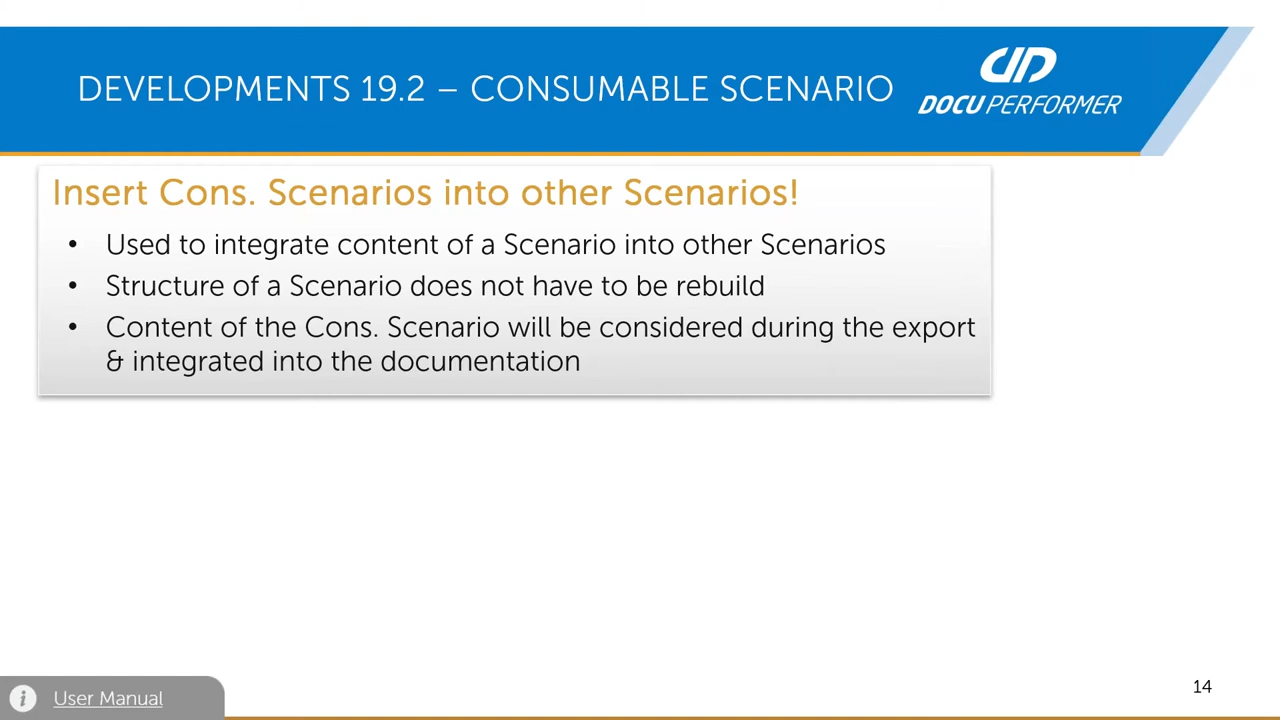 DEVELOPMENTS 19.2 – CONSUMABLE SCENARIO
DOCU PERFORMER
Insert Cons. Scenarios into other Scenarios!
• Used to integrate content of a Scenario into other Scenarios
• Structure of a Scenario does not have to be rebuild
• Content of the Cons. Scenario will be considered during the export
& integrated into the documentation
i User Manual
14